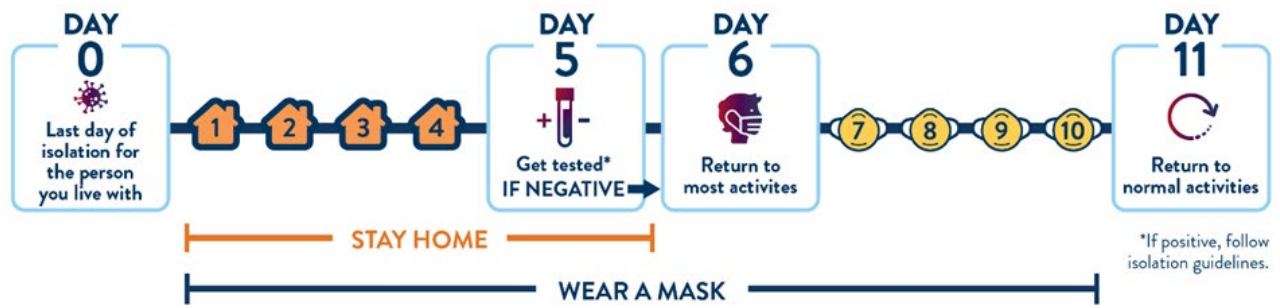 DAY
0
Last day of
isolation for
the person
you live with
1
2
3
4
DAY
5
+ -
Get tested*
IF NEGATIVE
DAY
6
Return to
most activites
7
8
9
10
DAY
11
Return to
normal activities
STAY HOME
WEAR A MASK
*If positive, follow
isolation guidelines.